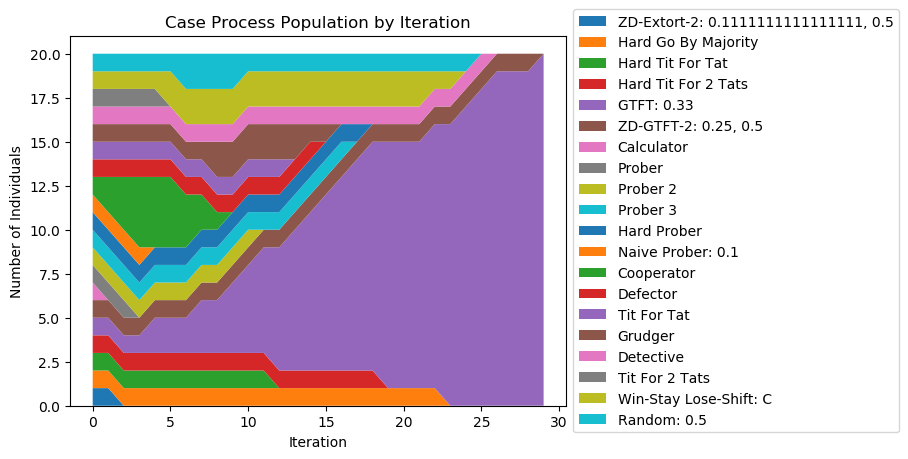 Case Process Population by Iteration
Number of Individuals
20.0
17.5
15.0
12.5
10.0
7.5
5.0
2.5
0.0
0 5 10 15 20 25 30
Iteration
ZD-Extort-2: 0.1111111111111111, 0.5
Hard Go By Majority
Hard Tit For Tat
Hard Tit For 2 Tats
GTFT: 0.33
ZD-GTFT-2: 0.25, 0.5
Calculator
Prober
Prober 2
Prober 3
Hard Prober
Naive Prober: 0.1
Cooperator
Defector
Tit For Tat
Grudger
Detective
Tit For 2 Tats
Win-Stay Lose-Shift: C
Random: 0.5